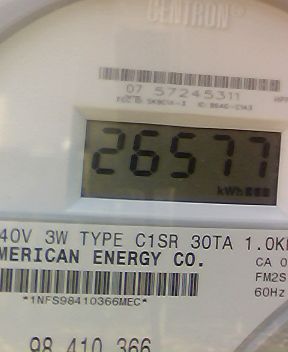 CENTRON®
07 57245311
26577
kWh
40V 3W TYPE C1SR 30TA 1.0K
MERICAN ENERGY CO.
CA 0
FM2S
*1NFS98410366MEC*
60Hz
98 410 366